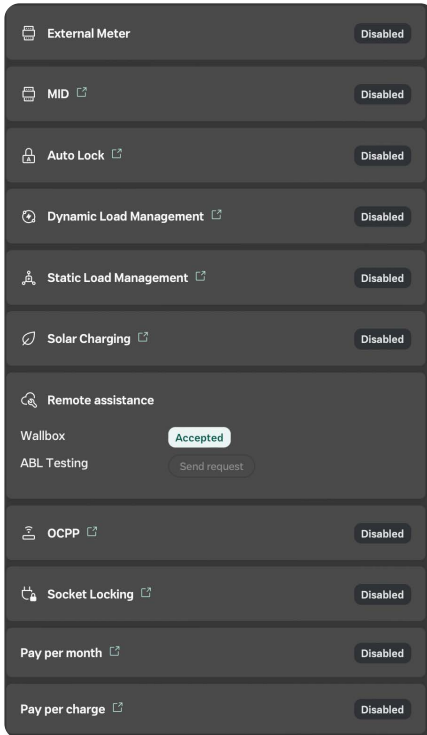 External Meter Disabled
MID Disabled
Auto Lock Disabled
Dynamic Load Management Disabled
Static Load Management Disabled
Solar Charging Disabled
Remote assistance
Wallbox Accepted
ABL Testing Send request
OCPP Disabled
Socket Locking Disabled
Pay per month Disabled
Pay per charge Disabled